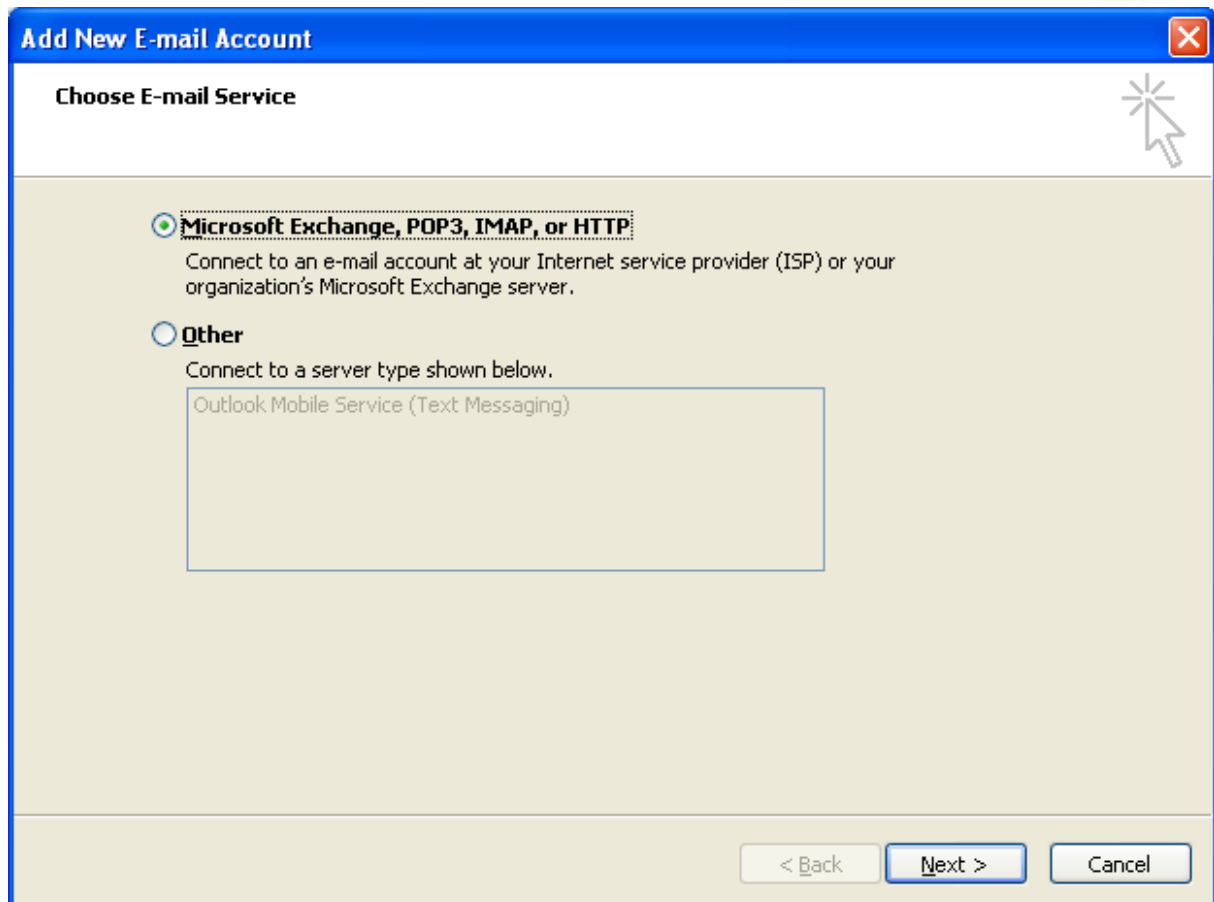 Add New E-mail Account
Choose E-mail Service
Microsoft Exchange, POP3, IMAP, or HTTP
Connect to an e-mail account at your Internet service provider (ISP) or your
organization's Microsoft Exchange server.
Other
Connect to a server type shown below.
Outlook Mobile Service (Text Messaging)
< Back
Next >
Cancel